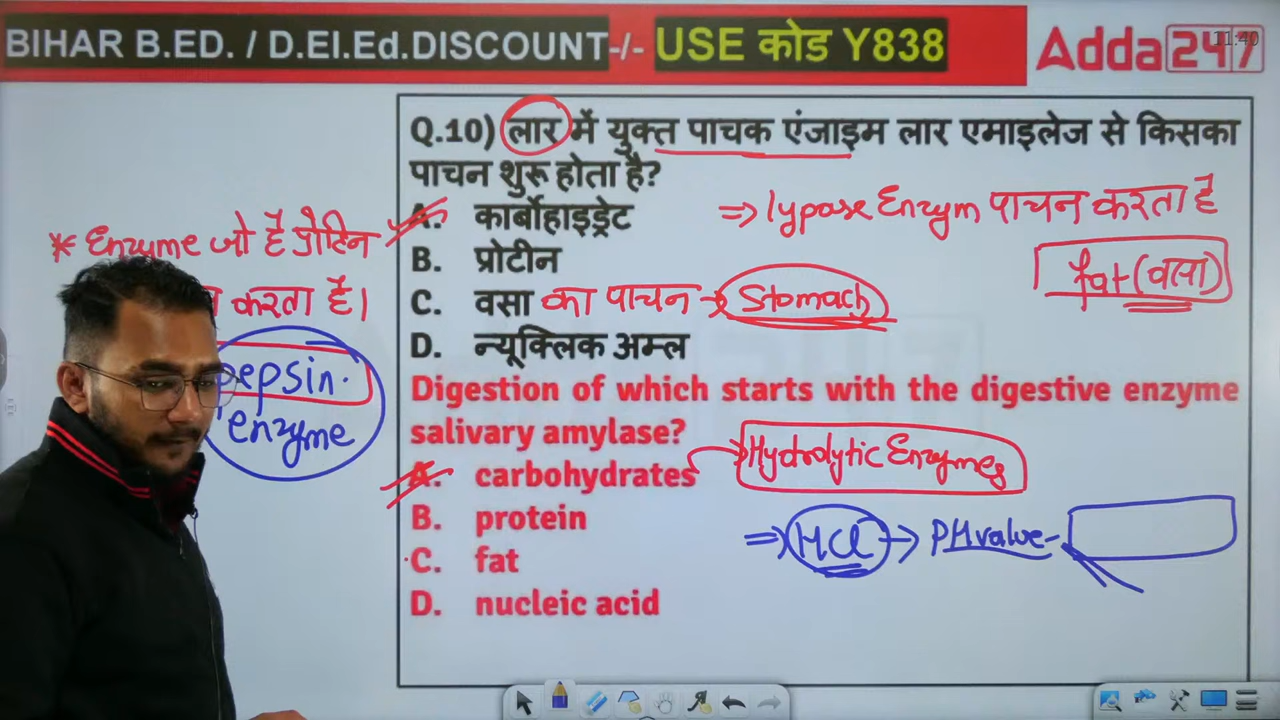 BIHAR B.ED. / D.El.Ed.DISCOUNT-/- USE कोड Y838
Adda247
11:40
Q.10) लार में युक्त पाचक एंजाइम लार एमाइलेज से किसका
पाचन शुरू होता है?
A. कार्बोहाइड्रेट
B. प्रोटीन
C. वसा का पाचन → Stomach
D. न्यूक्लिक अम्ल
⇒ lypase Enzym पाचन करता है
fat (वसा)
* Enzyme जो है प्रोटिन
करता है।
pepsin.
enzyme
Digestion of which starts with the digestive enzyme
salivary amylase?
A. carbohydrates → Hydrolytic Enzymes
B. protein
C. fat
D. nucleic acid
⇒ HCl → PH value -